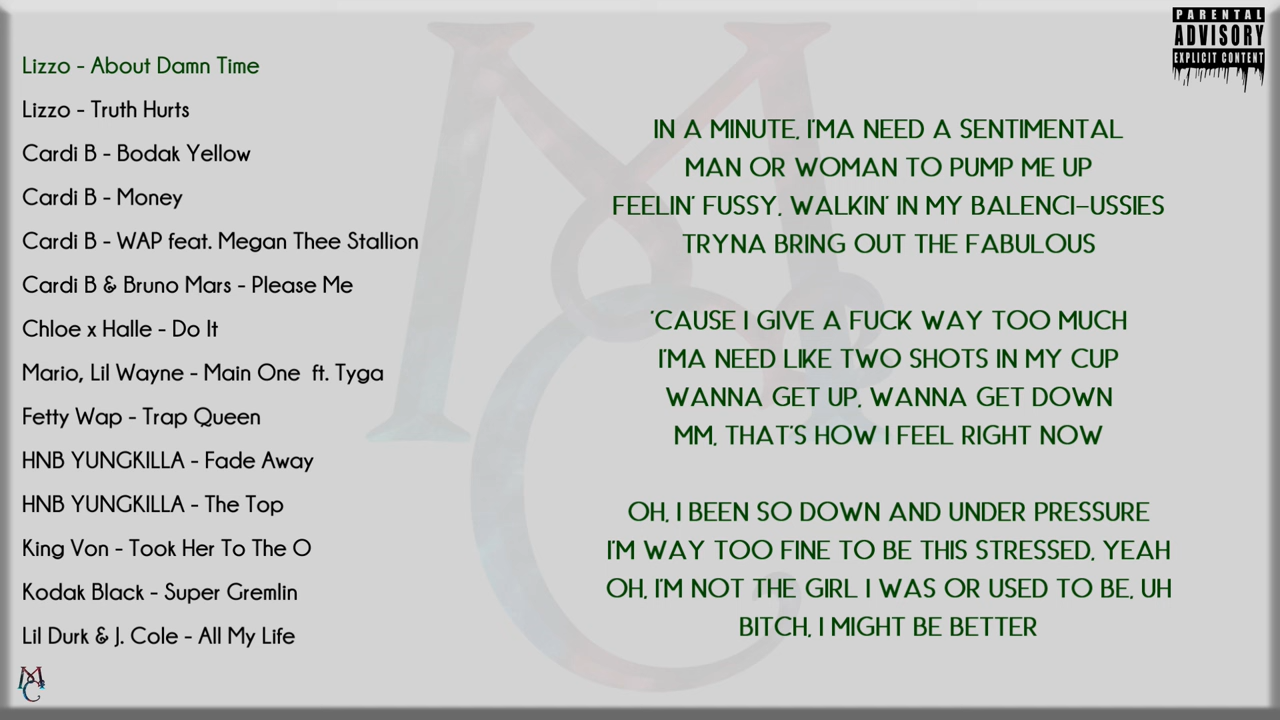 Lizzo - About Damn Time
Lizzo - Truth Hurts
Cardi B - Bodak Yellow
Cardi B - Money
Cardi B - WAP feat. Megan Thee Stallion
Cardi B & Bruno Mars - Please Me
Chloe x Halle - Do It
Mario, Lil Wayne - Main One  ft. Tyga
Fetty Wap - Trap Queen
HNB YUNGKILLA - Fade Away
HNB YUNGKILLA - The Top
King Von - Took Her To The O
Kodak Black - Super Gremlin
Lil Durk & J. Cole - All My Life
MC
PARENTAL
ADVISORY
EXPLICIT CONTENT
IN A MINUTE, I'MA NEED A SENTIMENTAL
MAN OR WOMAN TO PUMP ME UP
FEELIN' FUSSY, WALKIN' IN MY BALENCI-USSIES
TRYNA BRING OUT THE FABULOUS
'CAUSE I GIVE A FUCK WAY TOO MUCH
I'MA NEED LIKE TWO SHOTS IN MY CUP
WANNA GET UP, WANNA GET DOWN
MM, THAT'S HOW I FEEL RIGHT NOW
OH, I BEEN SO DOWN AND UNDER PRESSURE
I'M WAY TOO FINE TO BE THIS STRESSED, YEAH
OH, I'M NOT THE GIRL I WAS OR USED TO BE, UH
BITCH, I MIGHT BE BETTER